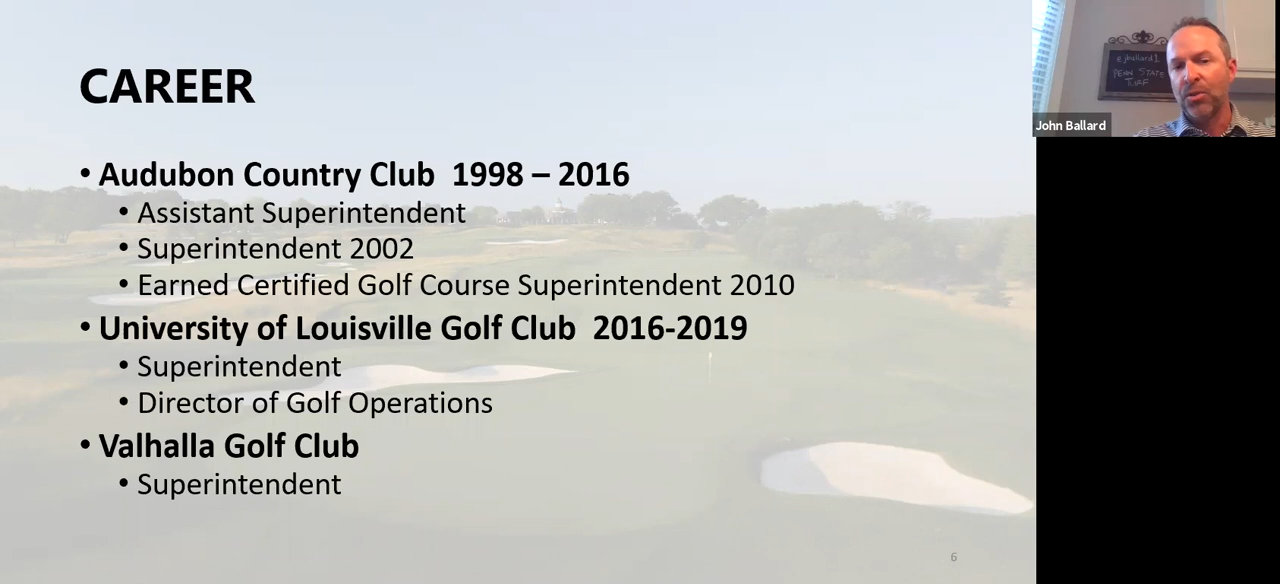 CAREER
• Audubon Country Club 1998 – 2016
• Assistant Superintendent
• Superintendent 2002
• Earned Certified Golf Course Superintendent 2010
• University of Louisville Golf Club 2016-2019
• Superintendent
• Director of Golf Operations
• Valhalla Golf Club
• Superintendent
6
@jballard1
PENN STATE
TURF
John Ballard